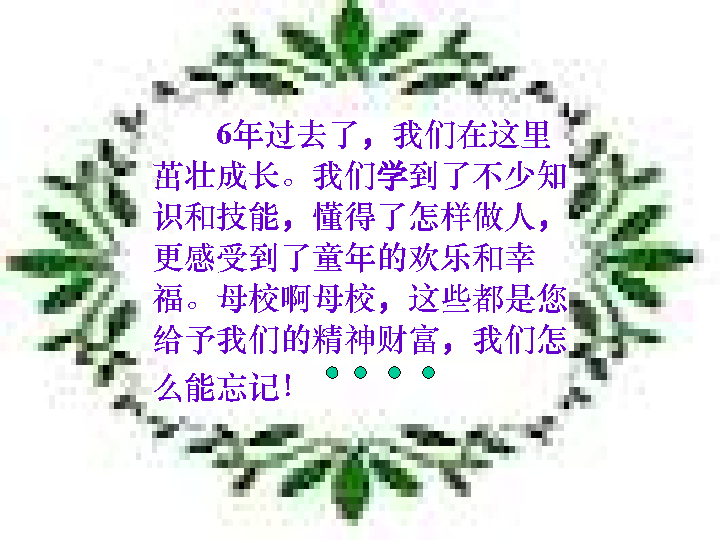 6年过去了，我们在这里
茁壮成长。我们学到了不少知
识和技能，懂得了怎样做人，
更感受到了童年的欢乐和幸
福。母校啊母校，这些都是您
给予我们的精神财富，我们怎
么能忘记！